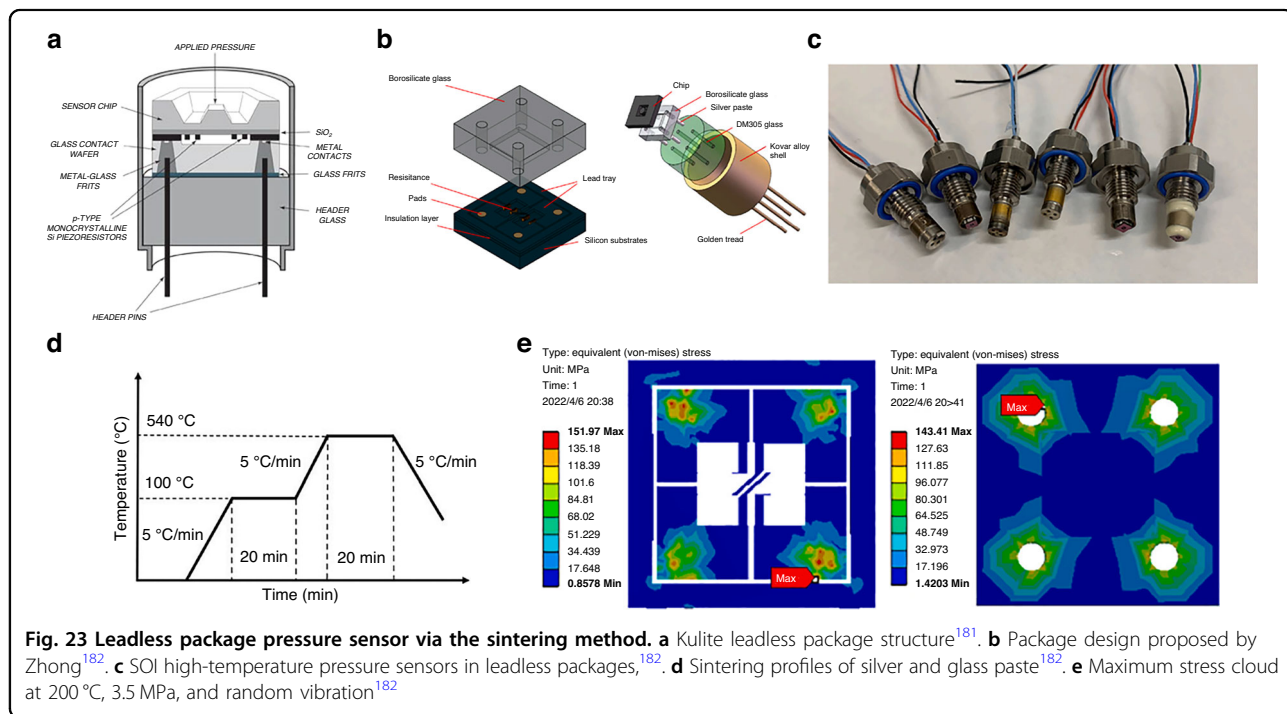 a
APPLIED PRESSURE
SENSOR CHIP
SiO₂
GLASS CONTACT
WAFER
METAL
CONTACTS
METAL-GLASS
FRITS
GLASS FRITS
p-TYPE
MONOCRYSTALLINE
Si PIEZORESISTORS
HEADER
GLASS
HEADER PINS
b
Borosilicate glass
Resisitance
Pads
Insulation layer
Lead tray
Silicon substrates
Chip
Borosilicate glass
Silver paste
DM305 glass
Kovar alloy
shell
Golden tread
c
d
Temperature (°C)
540 °C
100 °C
5 °C/min
5 °C/min
5 °C/min
20 min
20 min
Time (min)
e
Type: equivalent (von-mises) stress
Unit: MPa
Time: 1
2022/4/6 20:38
151.97 Max
135.18
118.39
101.6
84.81
68.02
51.229
34.439
17.648
0.8578 Min
Max
Type: equivalent (von-mises) stress
Unit: MPa
Time: 1
2022/4/6 20>41
143.41 Max
127.63
111.85
96.077
80.301
64.525
48.749
32.973
17.196
1.4203 Min
Max
Fig. 23 Leadless package pressure sensor via the sintering method. a Kulite leadless package structure¹⁸¹. b Package design proposed by
Zhong¹⁸². c SOI high-temperature pressure sensors in leadless packages,¹⁸². d Sintering profiles of silver and glass paste¹⁸². e Maximum stress cloud
at 200 °C, 3.5 MPa, and random vibration¹⁸²